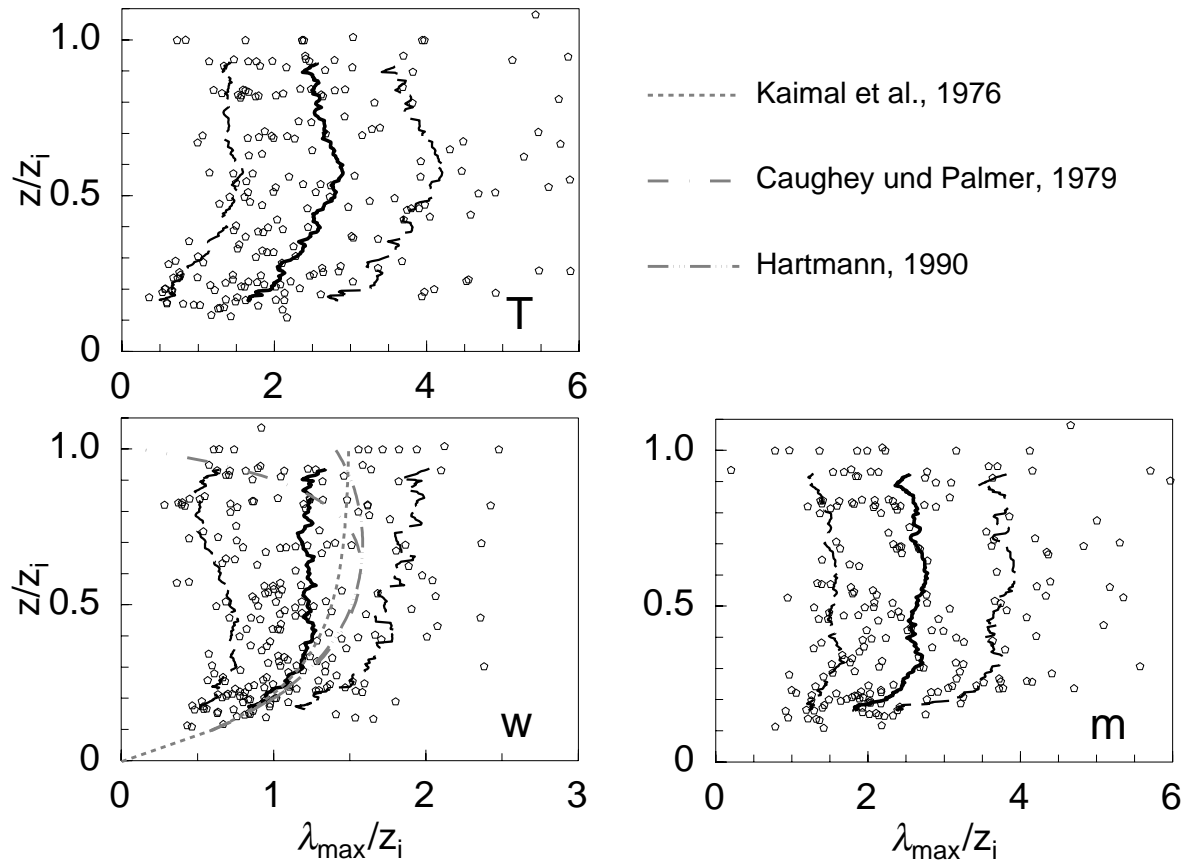 1.0
z/z_i
0.5
0
T
0 2 4 6
Kaimal et al., 1976
Caughey und Palmer, 1979
Hartmann, 1990
1.0
z/z_i
0.5
0
w
0 1 2 3
λ_max/z_i
1.0
0.5
0
m
0 2 4 6
λ_max/z_i